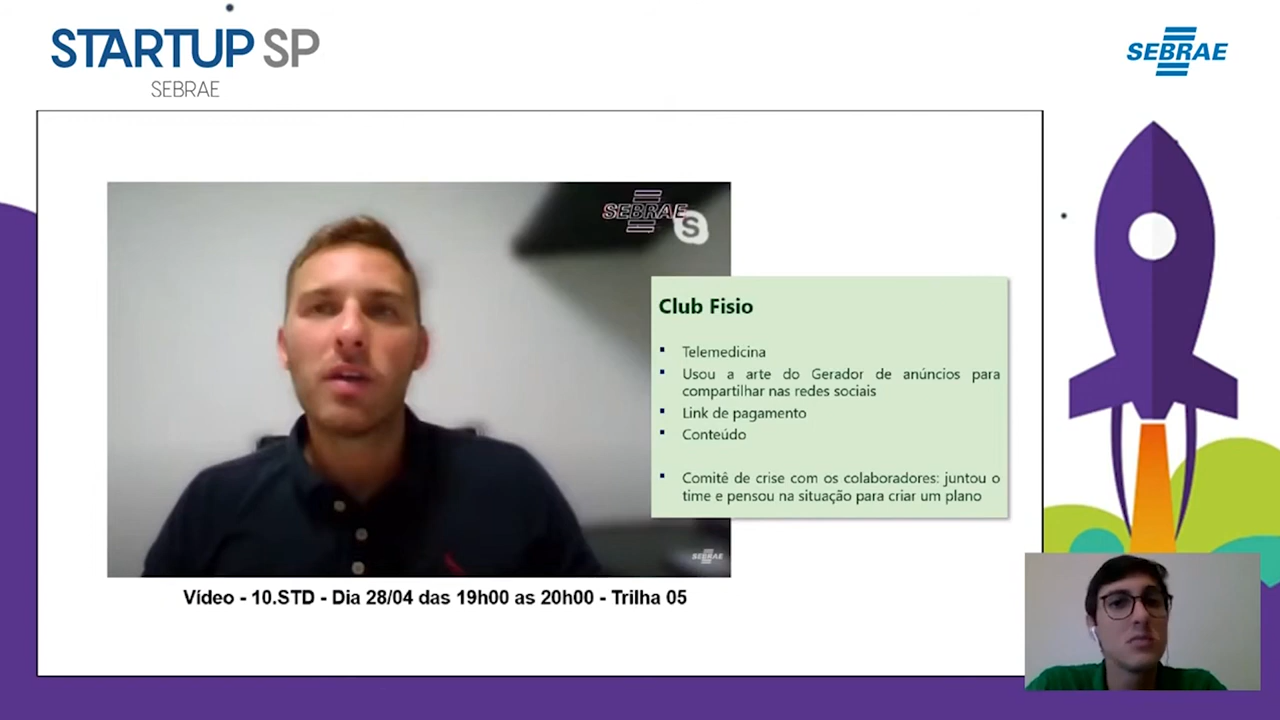 STARTUP SP
SEBRAE
SEBRAE
SEBRAE
S
Club Fisio
▪ Telemedicina
▪ Usou a arte do Gerador de anúncios para
compartilhar nas redes sociais
▪ Link de pagamento
▪ Conteúdo
▪ Comitê de crise com os colaboradores: juntou o
time e pensou na situação para criar um plano
SEBRAE
Vídeo - 10.STD - Dia 28/04 das 19h00 as 20h00 - Trilha 05